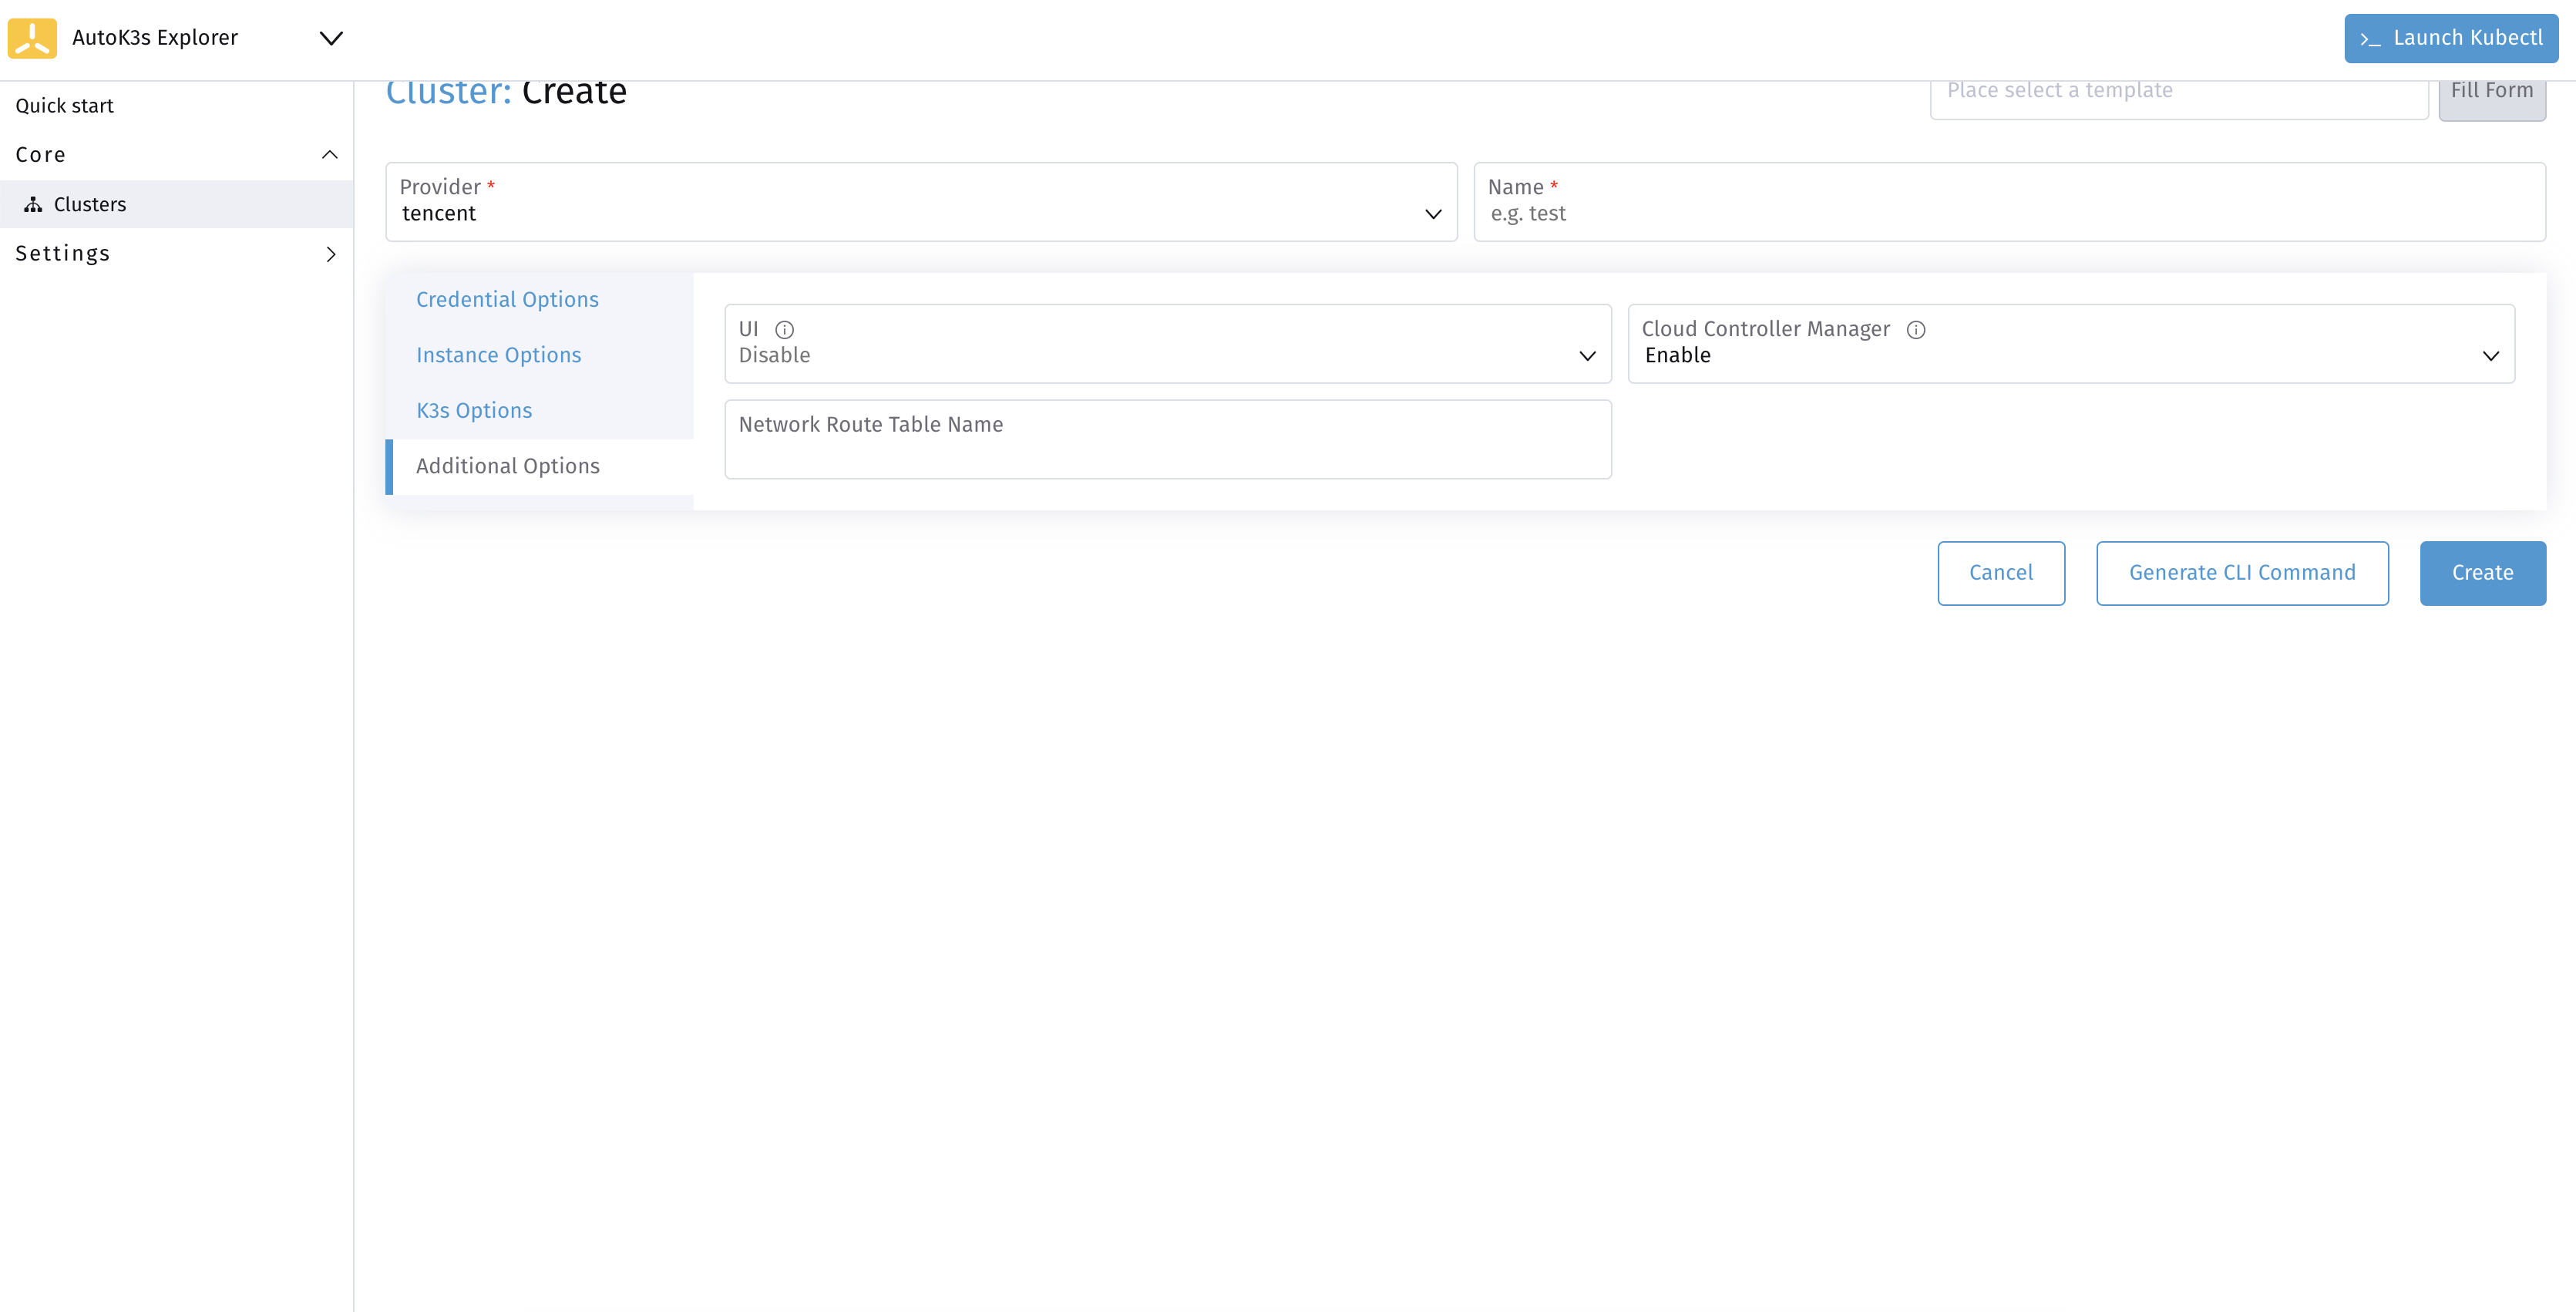 AutoK3s Explorer
>_ Launch Kubectl
Quick start
Core
Clusters
Settings
Cluster: Create
Place select a template
Fill Form
Provider *
tencent
Name *
e.g. test
Credential Options
Instance Options
K3s Options
Additional Options
UI
Disable
Cloud Controller Manager
Enable
Network Route Table Name
Cancel
Generate CLI Command
Create